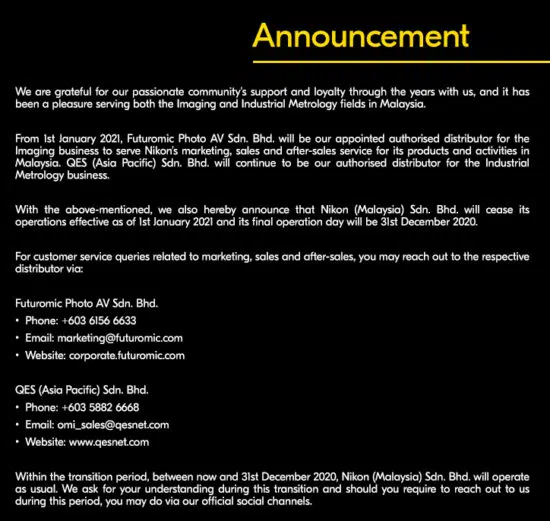 Announcement
We are grateful for our passionate community's support and loyalty through the years with us, and it has
been a pleasure serving both the Imaging and Industrial Metrology fields in Malaysia.
From 1st January 2021, Futuromic Photo AV Sdn. Bhd. will be our appointed authorised distributor for the
Imaging business to serve Nikon's marketing, sales and after-sales service for its products and activities in
Malaysia. QES (Asia Pacific) Sdn. Bhd. will continue to be our authorised distributor for the Industrial
Metrology business.
With the above-mentioned, we also hereby announce that Nikon (Malaysia) Sdn. Bhd. will cease its
operations effective as of 1st January 2021 and its final operation day will be 31st December 2020.
For customer service queries related to marketing, sales and after-sales, you may reach out to the respective
distributor via:
Futuromic Photo AV Sdn. Bhd.
• Phone: +603 6156 6633
• Email: marketing@futuromic.com
• Website: corporate.futuromic.com
QES (Asia Pacific) Sdn. Bhd.
• Phone: +603 5882 6668
• Email: omi_sales@qesnet.com
• Website: www.qesnet.com
Within the transition period, between now and 31st December 2020, Nikon (Malaysia) Sdn. Bhd. will operate
as usual. We ask for your understanding during this transition and should you require to reach out to us
during this period, you may do via our official social channels.